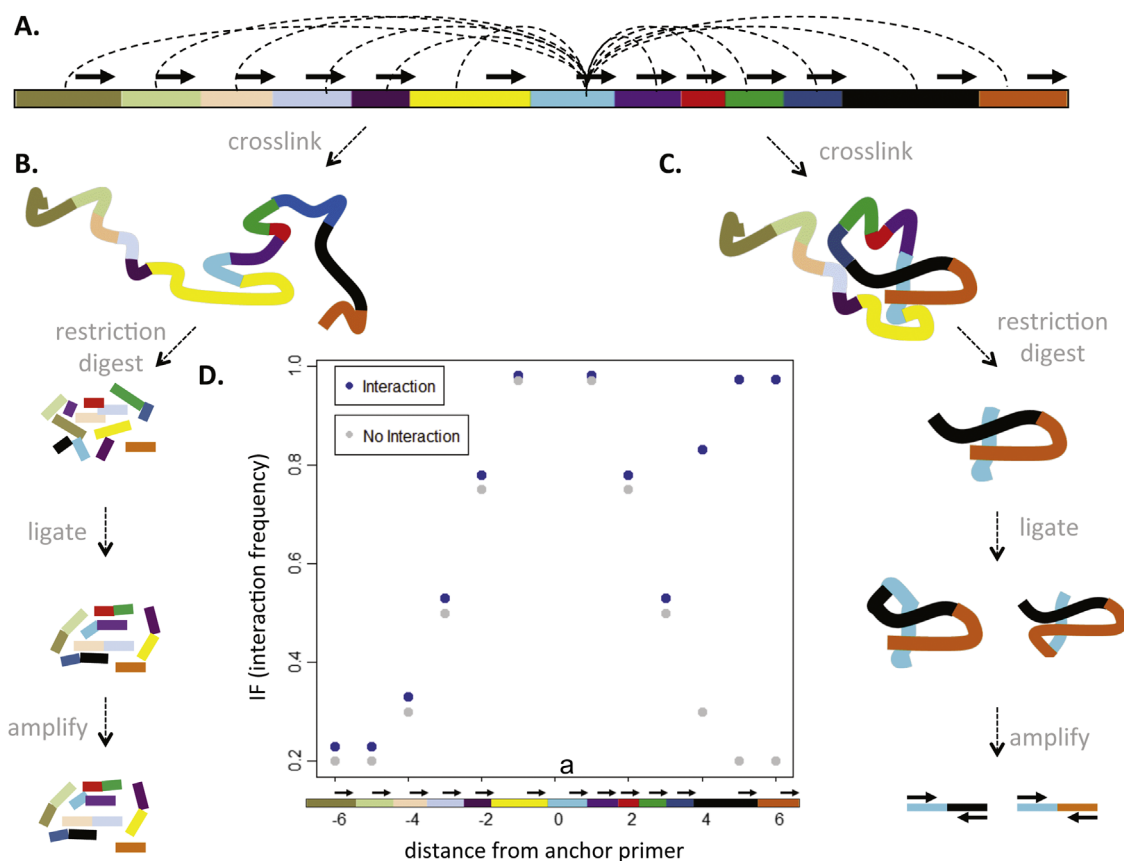 A.
crosslink
B.
C.
crosslink
restriction
digest
restriction
digest
D.
1.0
Interaction
No Interaction
0.8
ligate
ligate
IF (interaction frequency)
0.6
0.4
amplify
amplify
0.2
a
-6
-4
-2
0
2
4
6
distance from anchor primer